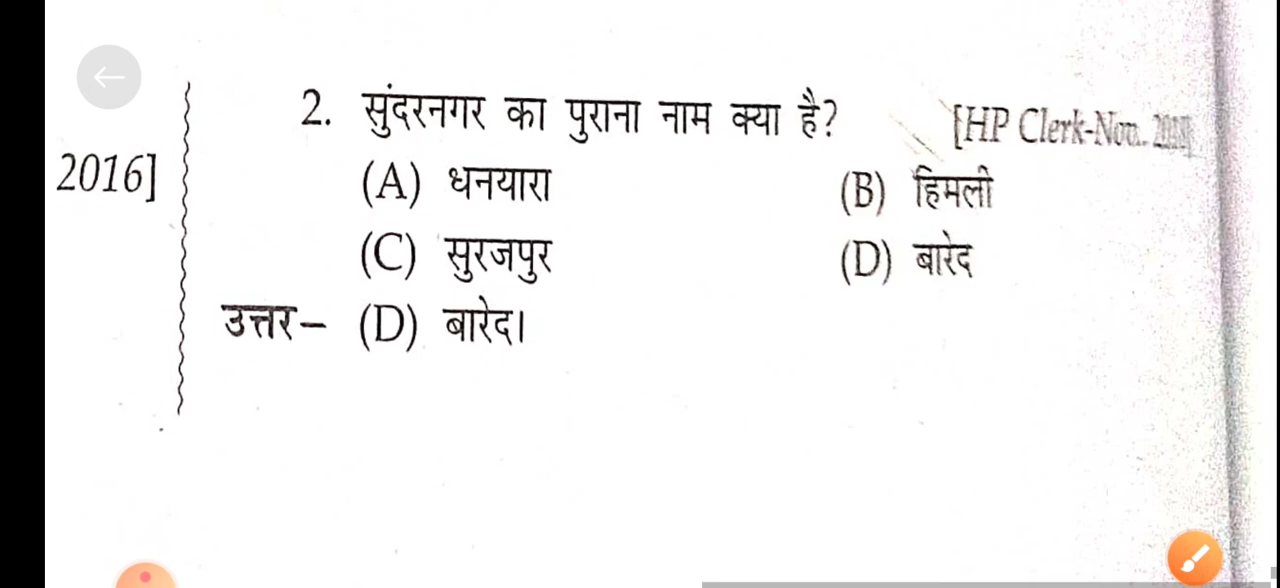 2. सुंदरनगर का पुराना नाम क्या है? [HP Clerk-Nov.
2016]
(A) धनयारा (B) हिमली
(C) सुरजपुर (D) बारेद
उत्तर– (D) बारेद।